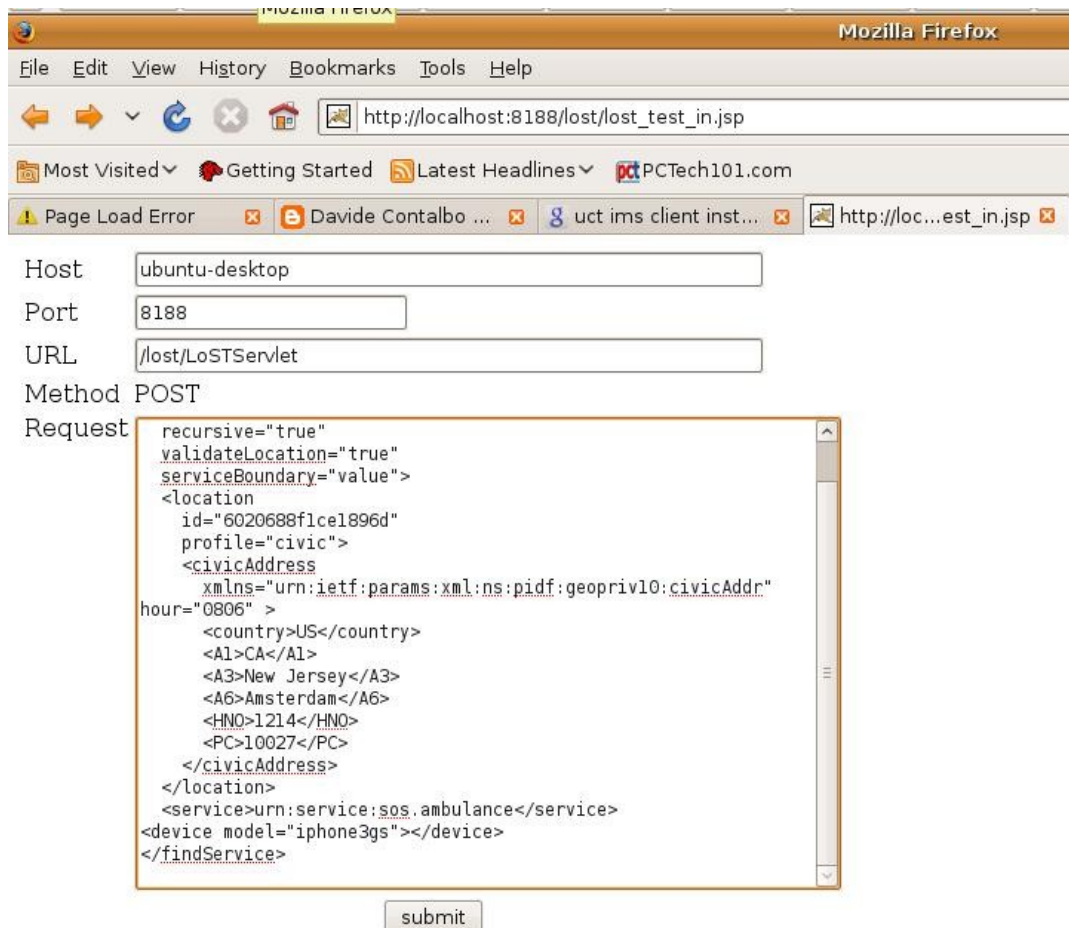 Mozilla Firefox
Mozilla Firefox
File Edit View History Bookmarks Tools Help
http://localhost:8188/lost/lost_test_in.jsp
Most Visited Getting Started Latest Headlines PCTech101.com
Page Load Error Davide Contalbo ... uct ims client inst... http://loc...est_in.jsp
Host ubuntu-desktop
Port 8188
URL /lost/LoSTServlet
Method POST
Request recursive="true"
validateLocation="true"
serviceBoundary="value">
<location
id="6020688f1ce1896d"
profile="civic">
<civicAddress
xmlns="urn:ietf:params:xml:ns:pidf:geopriv10:civicAddr"
hour="0806" >
<country>US</country>
<A1>CA</A1>
<A3>New Jersey</A3>
<A6>Amsterdam</A6>
<HNO>1214</HNO>
<PC>10027</PC>
</civicAddress>
</location>
<service>urn:service:sos.ambulance</service>
<device model="iphone3gs"></device>
</findService>
submit